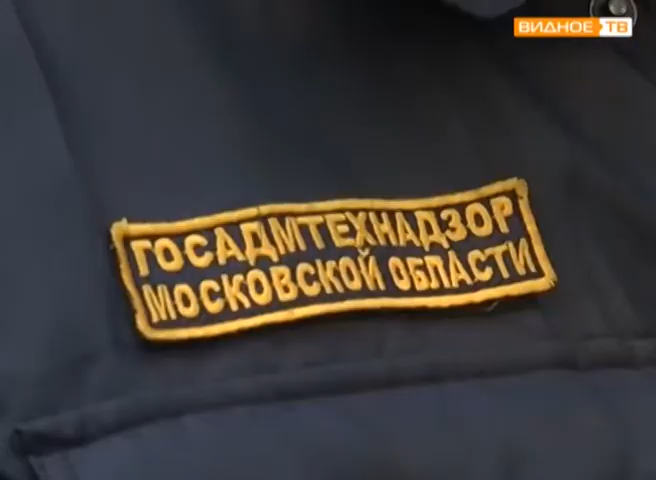 ВИДНОЕ ТВ
ГОСАДМТЕХНАДЗОР
МОСКОВСКОЙ ОБЛАСТИ